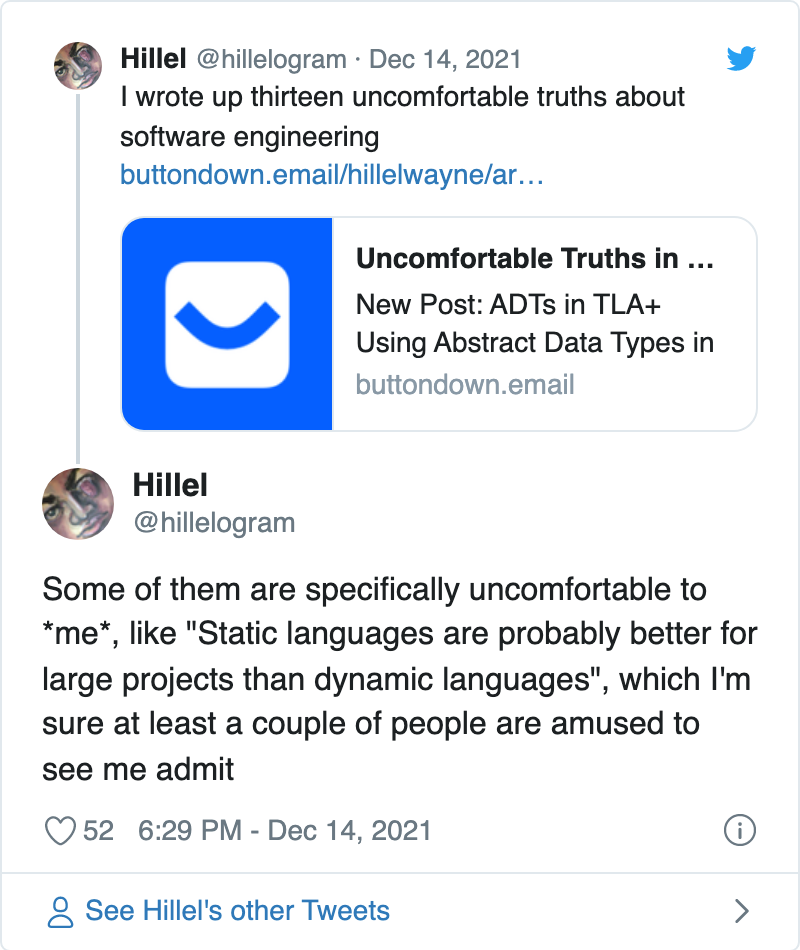 Hillel @hillelogram · Dec 14, 2021
I wrote up thirteen uncomfortable truths about
software engineering
buttondown.email/hillelwayne/ar…
Uncomfortable Truths in ...
New Post: ADTs in TLA+
Using Abstract Data Types in
buttondown.email
Hillel
@hillelogram
Some of them are specifically uncomfortable to
*me*, like "Static languages are probably better for
large projects than dynamic languages", which I'm
sure at least a couple of people are amused to
see me admit
52 6:29 PM - Dec 14, 2021
See Hillel's other Tweets